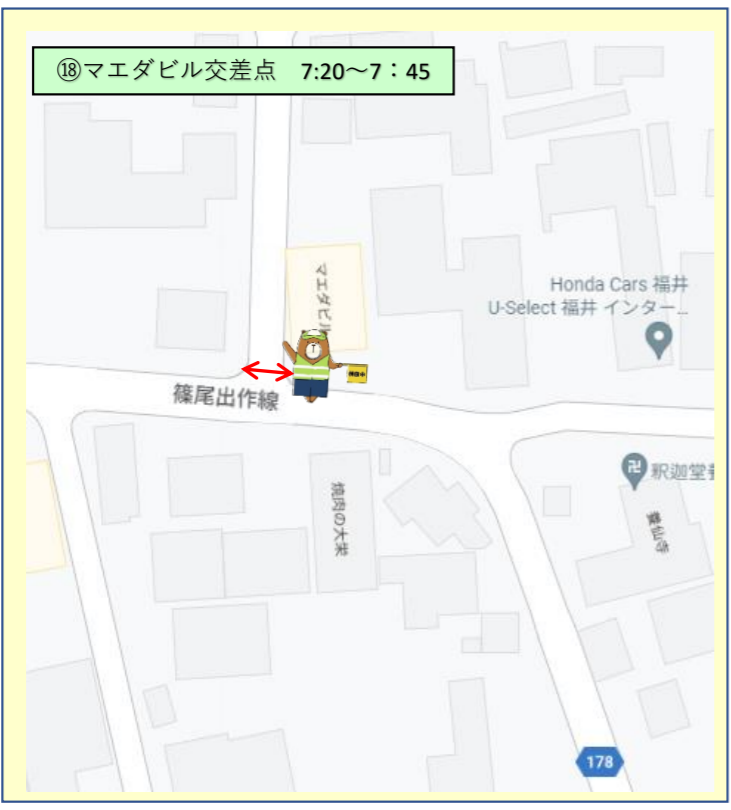 ⑱マエダビル交差点　7:20〜7：45
マエダビル
Honda Cars 福井
U-Select 福井 インター...
篠尾出作線
卍
釈迦堂
焼肉の大栄
178